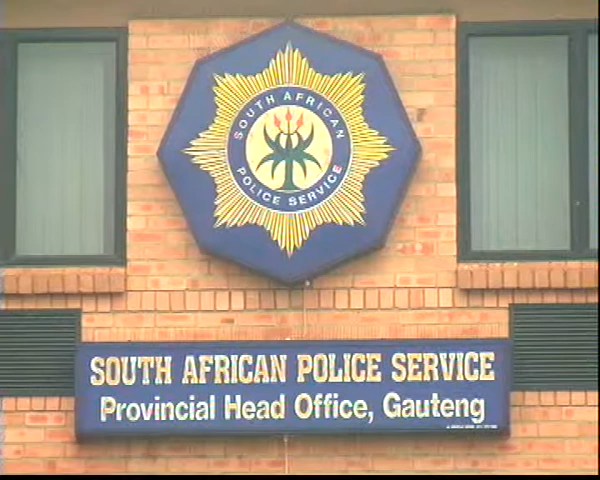 SOUTH AFRICAN
POLICE SERVICE
SOUTH AFRICAN POLICE SERVICE
Provincial Head Office, Gauteng